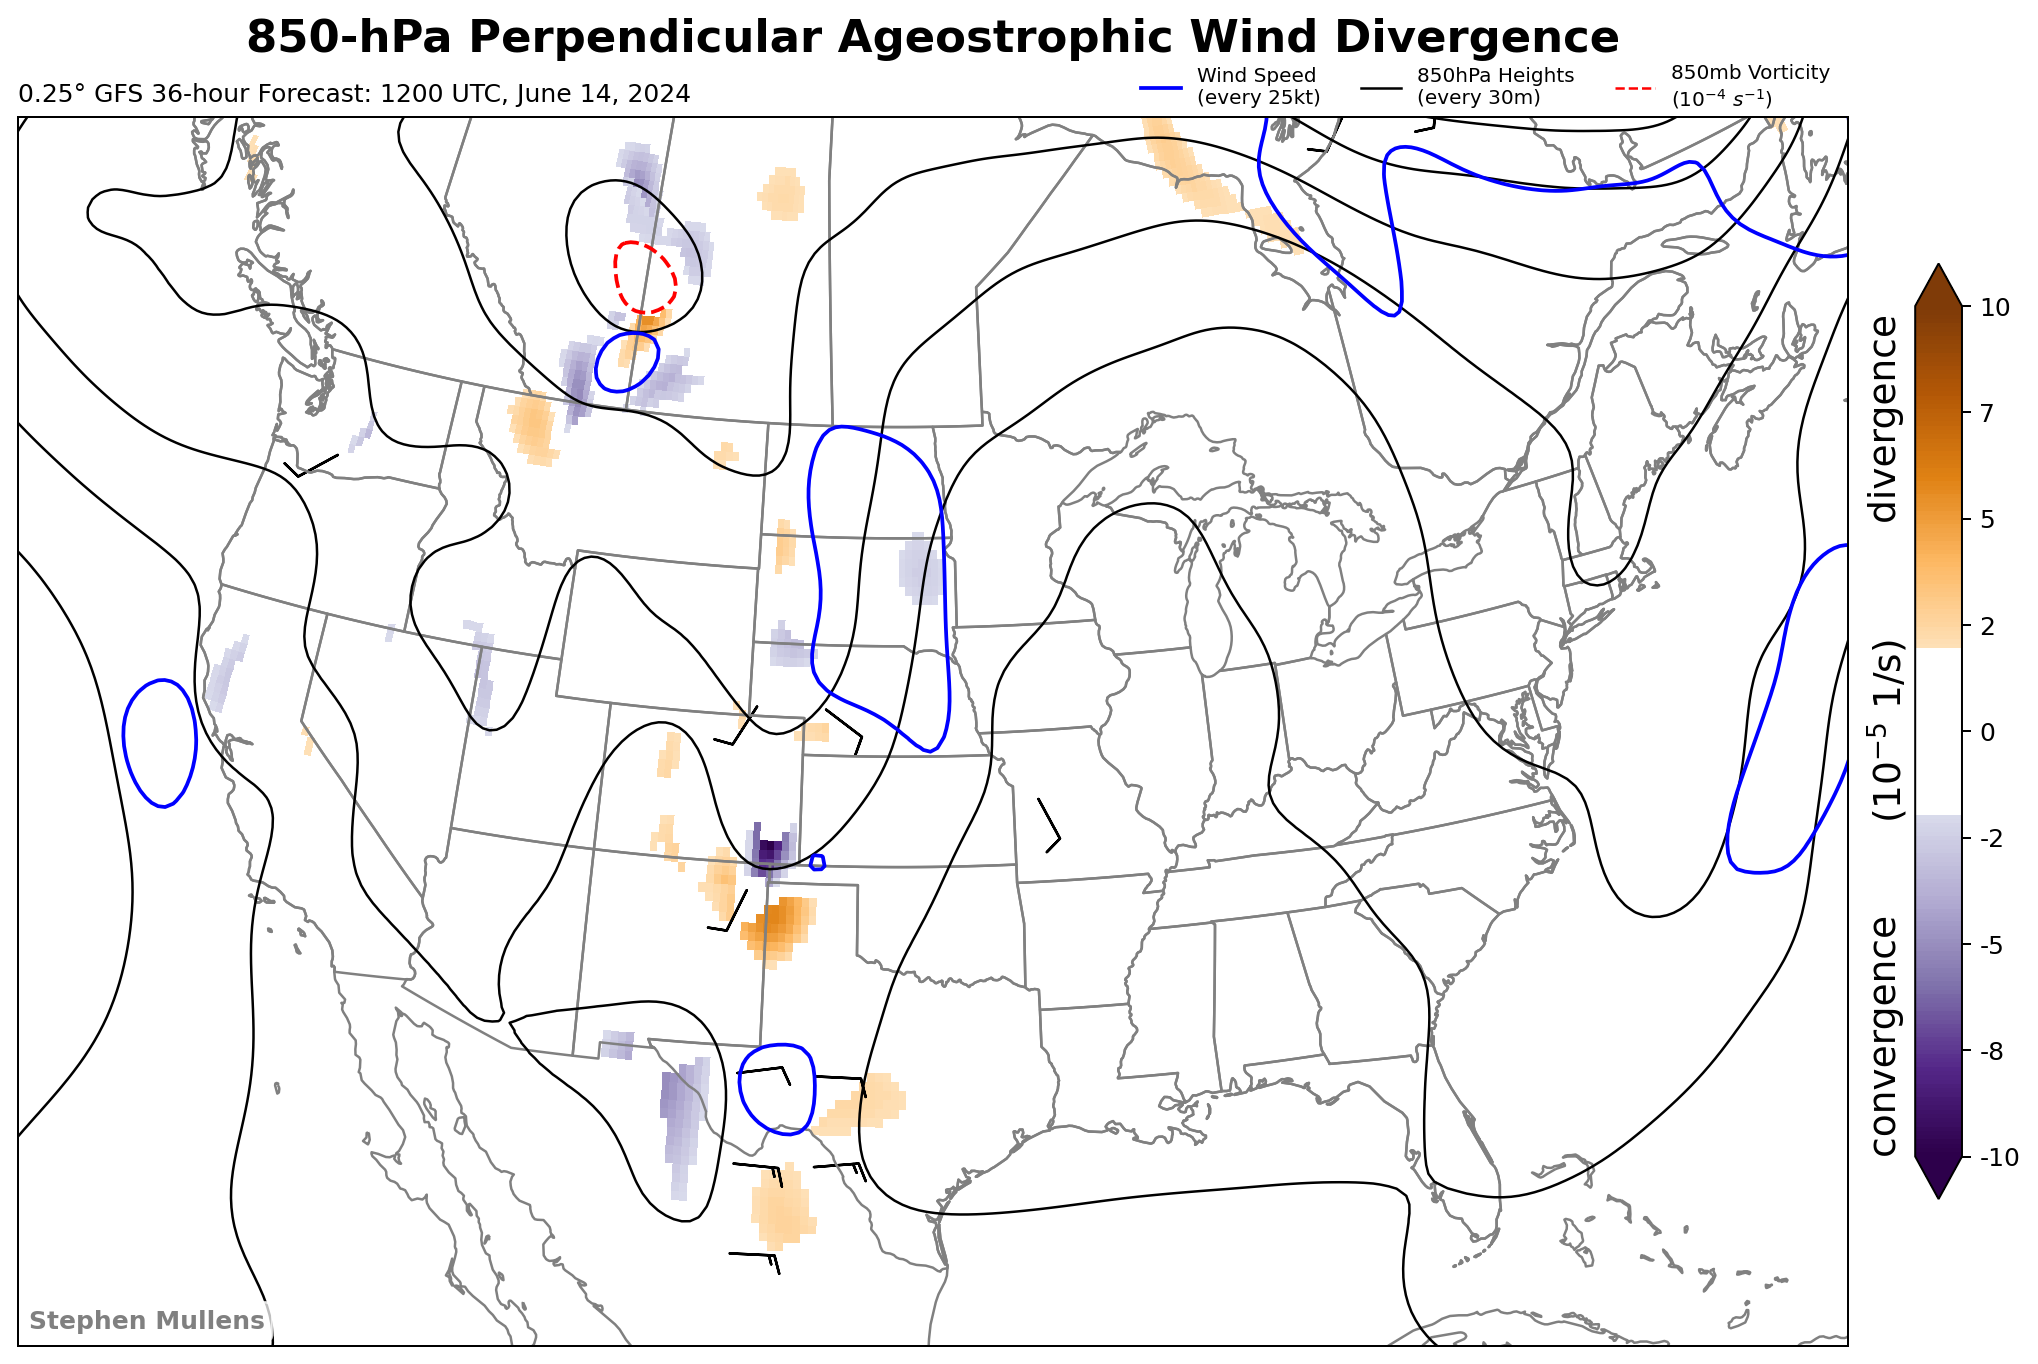 850-hPa Perpendicular Ageostrophic Wind Divergence
0.25° GFS 36-hour Forecast: 1200 UTC, June 14, 2024
Wind Speed
(every 25kt)
850hPa Heights
(every 30m)
850mb Vorticity
(10⁻⁴ s⁻¹)
10
7
5
2
0
-2
-5
-8
-10
convergence (10⁻⁵ 1/s) divergence
Stephen Mullens